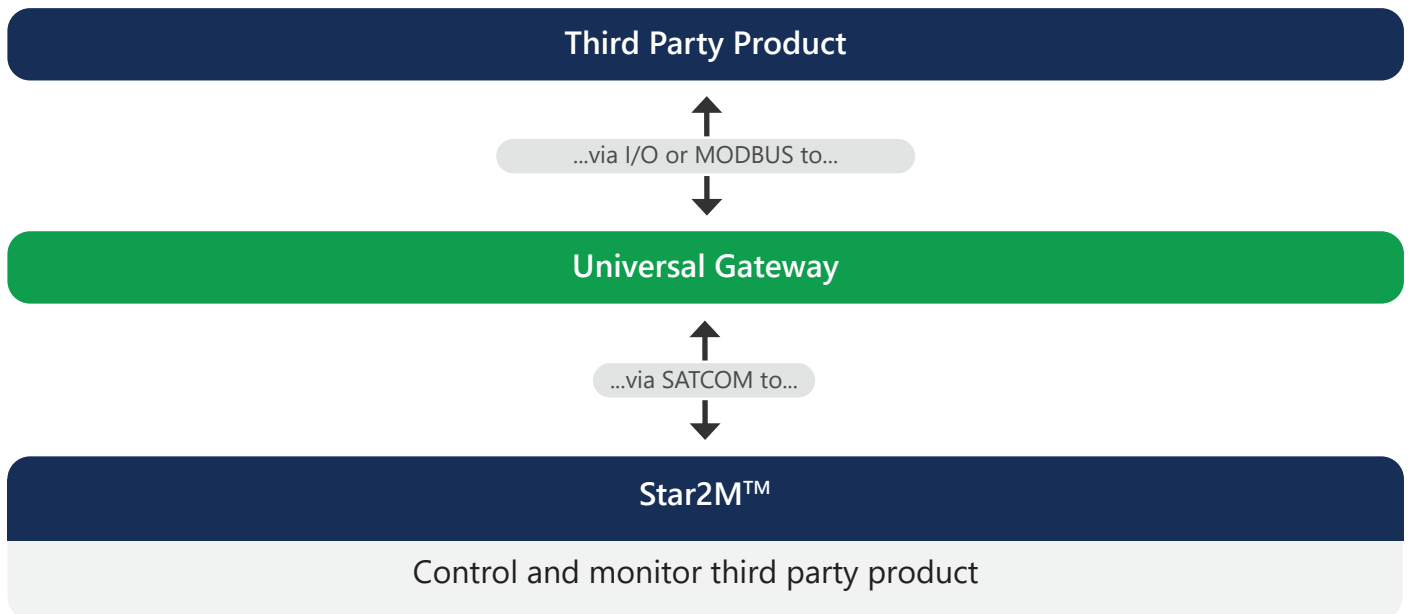 Third Party Product
...via I/O or MODBUS to...
Universal Gateway
...via SATCOM to...
Star2M™
Control and monitor third party product